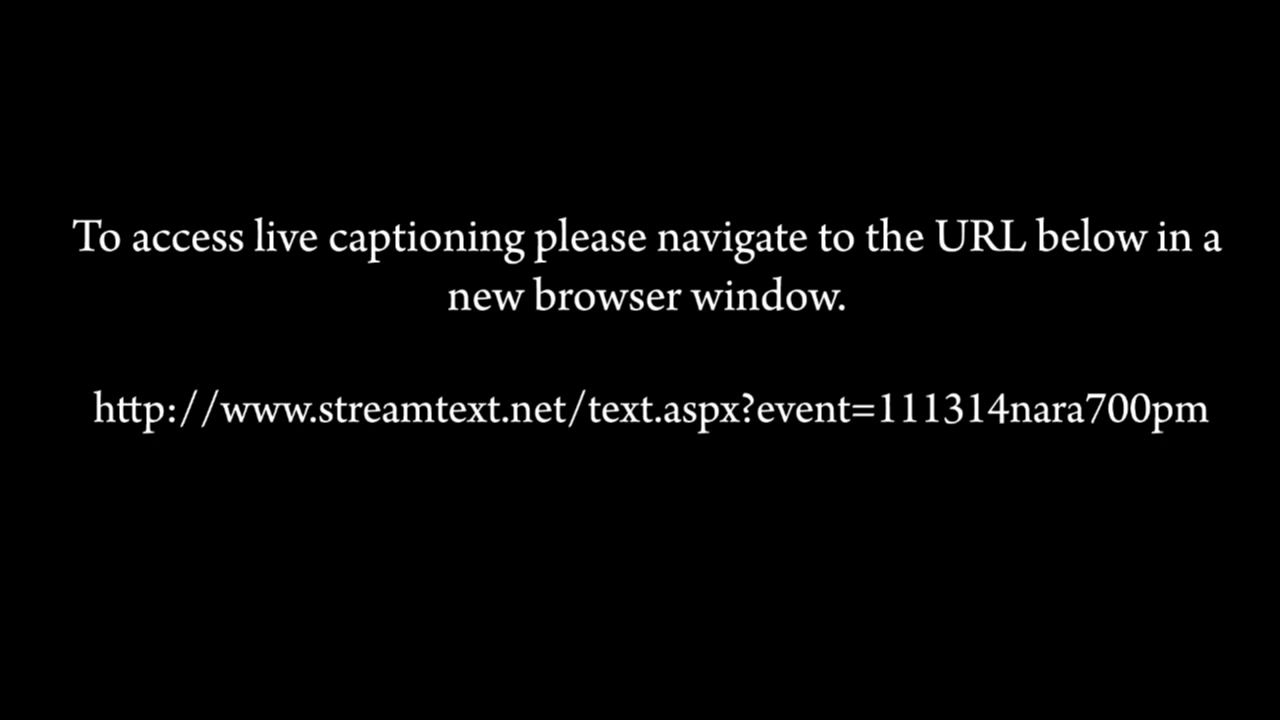 To access live captioning please navigate to the URL below in a
new browser window.
http://www.streamtext.net/text.aspx?event=111314nara700pm